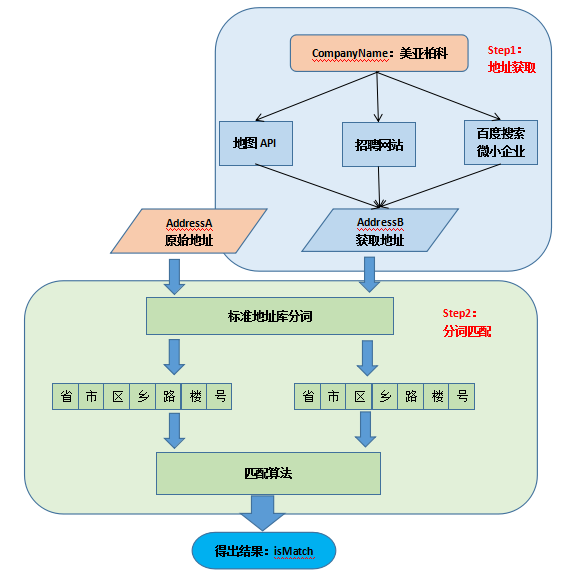 CompanyName：美亚柏科
Step1：
地址获取
地图 API
招聘网站
百度搜索
微小企业
AddressA
原始地址
AddressB
获取地址
Step2：
分词匹配
标准地址库分词
省 市 区 乡 路 楼 号
省 市 区 乡 路 楼 号
匹配算法
得出结果：isMatch